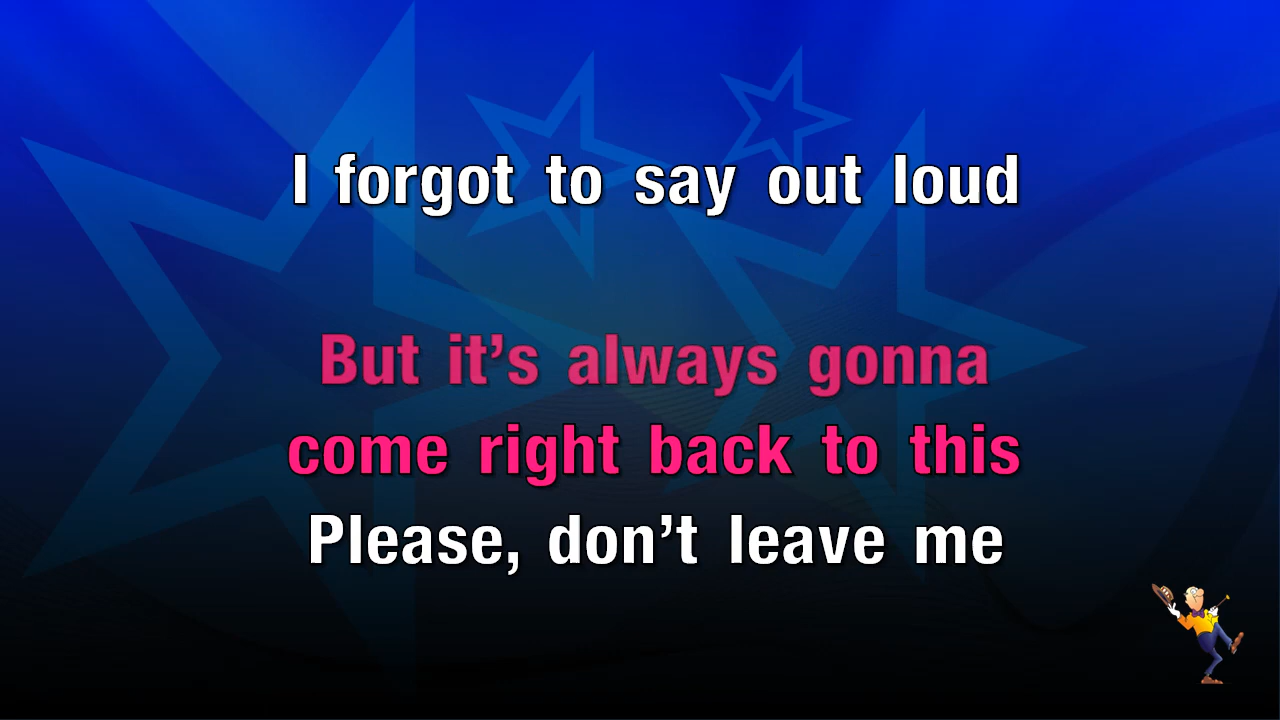 I forgot to say out loud
But it’s always gonna
come right back to this
Please, don’t leave me